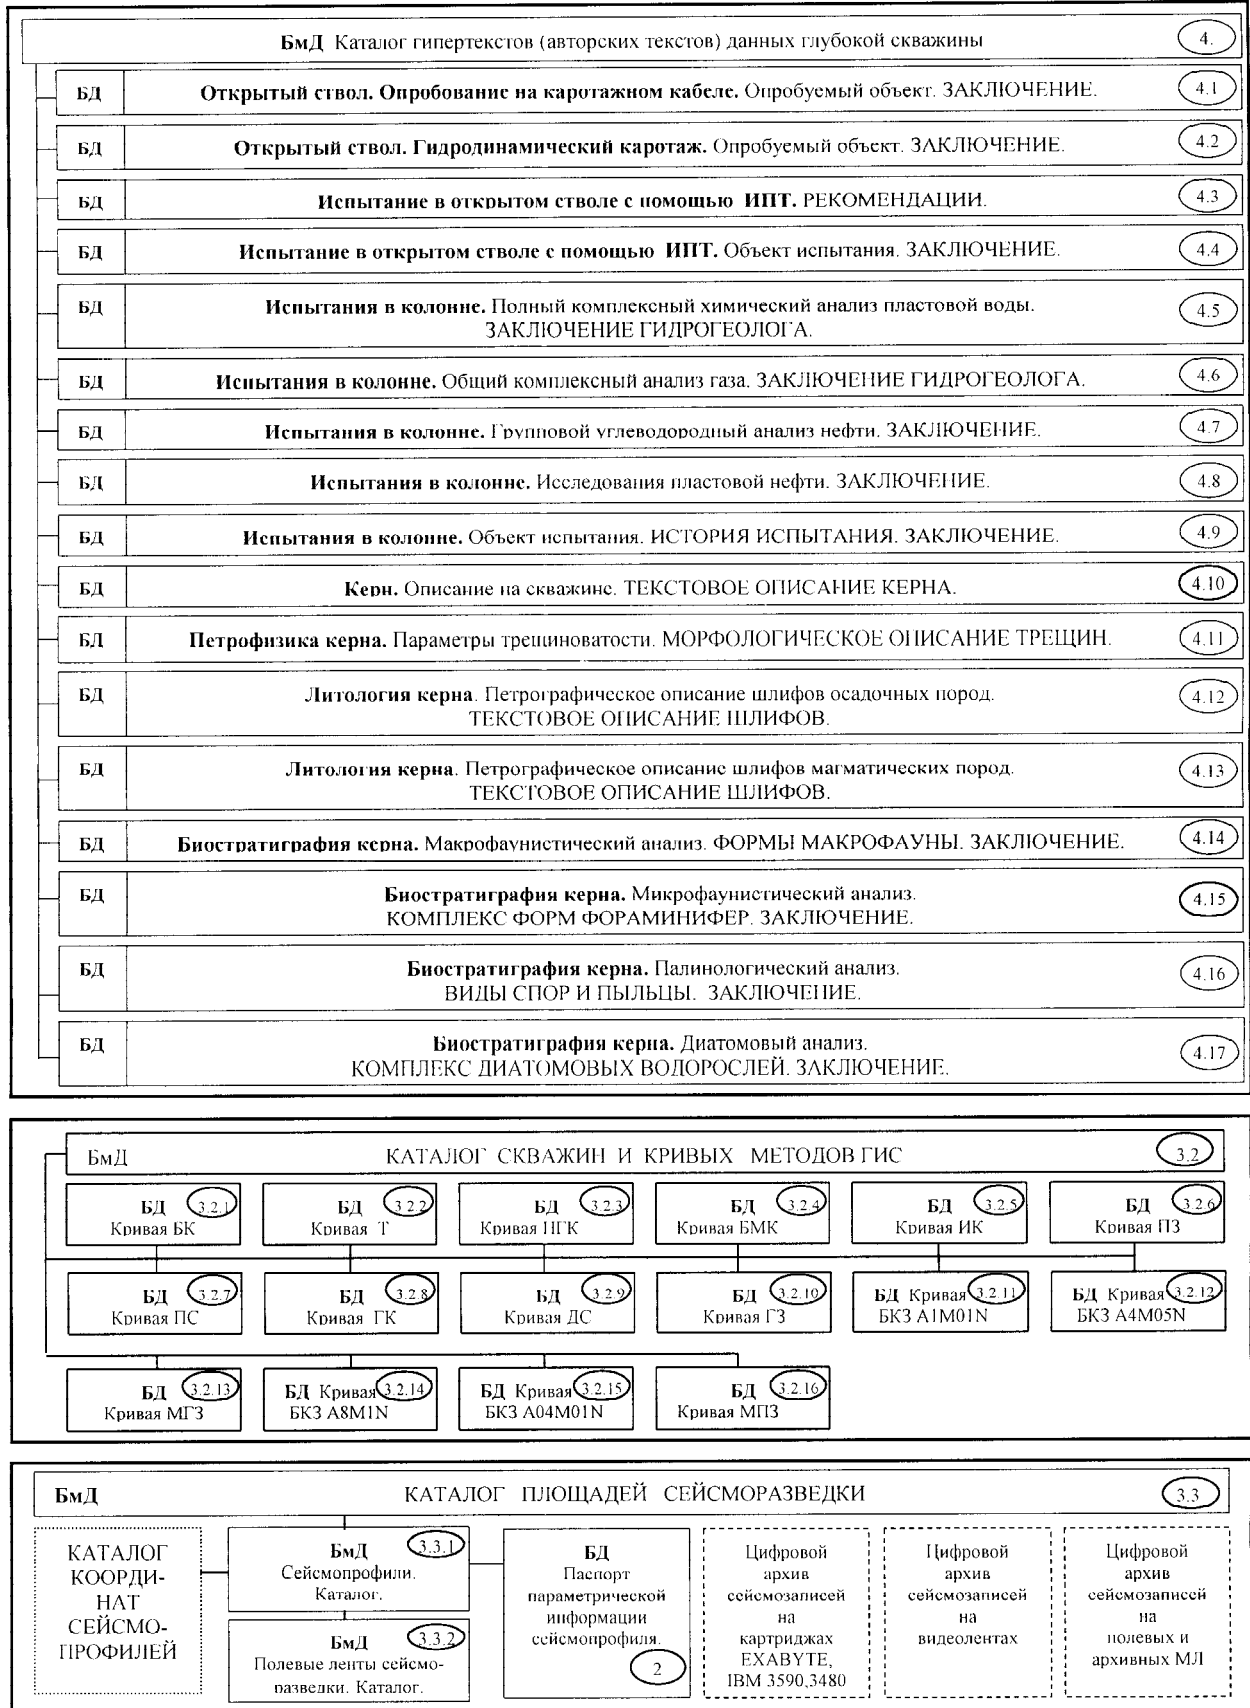 БмД Каталог гипертекстов (авторских текстов) данных глубокой скважины 4.
БД Открытый ствол. Опробование на каротажном кабеле. Опробуемый объект. ЗАКЛЮЧЕНИЕ. 4.1
БД Открытый ствол. Гидродинамический каротаж. Опробуемый объект. ЗАКЛЮЧЕНИЕ. 4.2
БД Испытание в открытом стволе с помощью ИПТ. РЕКОМЕНДАЦИИ. 4.3
БД Испытание в открытом стволе с помощью ИПТ. Объект испытания. ЗАКЛЮЧЕНИЕ. 4.4
БД Испытания в колонне. Полный комплексный химический анализ пластовой воды. 4.5
ЗАКЛЮЧЕНИЕ ГИДРОГЕОЛОГА.
БД Испытания в колонне. Общий комплексный анализ газа. ЗАКЛЮЧЕНИЕ ГИДРОГЕОЛОГА. 4.6
БД Испытания в колонне. Групповой углеводородный анализ нефти. ЗАКЛЮЧЕНИЕ. 4.7
БД Испытания в колонне. Исследования пластовой нефти. ЗАКЛЮЧЕНИЕ. 4.8
БД Испытания в колонне. Объект испытания. ИСТОРИЯ ИСПЫТАНИЯ. ЗАКЛЮЧЕНИЕ. 4.9
БД Керн. Описание на скважине. ТЕКСТОВОЕ ОПИСАНИЕ КЕРНА. 4.10
БД Петрофизика керна. Параметры трещиноватости. МОРФОЛОГИЧЕСКОЕ ОПИСАНИЕ ТРЕЩИН. 4.11
БД Литология керна. Петрографическое описание шлифов осадочных пород. 4.12
ТЕКСТОВОЕ ОПИСАНИЕ ШЛИФОВ.
БД Литология керна. Петрографическое описание шлифов магматических пород. 4.13
ТЕКСТОВОЕ ОПИСАНИЕ ШЛИФОВ.
БД Биостратиграфия керна. Макрофаунистический анализ. ФОРМЫ МАКРОФАУНЫ. ЗАКЛЮЧЕНИЕ. 4.14
БД Биостратиграфия керна. Микрофаунистический анализ. 4.15
КОМПЛЕКС ФОРМ ФОРАМИНИФЕР. ЗАКЛЮЧЕНИЕ.
БД Биостратиграфия керна. Палинологический анализ. 4.16
ВИДЫ СПОР И ПЫЛЬЦЫ. ЗАКЛЮЧЕНИЕ.
БД Биостратиграфия керна. Диатомовый анализ. 4.17
КОМПЛЕКС ДИАТОМОВЫХ ВОДОРОСЛЕЙ. ЗАКЛЮЧЕНИЕ.
БмД КАТАЛОГ СКВАЖИН И КРИВЫХ МЕТОДОВ ГИС 3.2
БД 3.2.1
Кривая БК
БД 3.2.2
Кривая Т
БД 3.2.3
Кривая НГК
БД 3.2.4
Кривая БМК
БД 3.2.5
Кривая ИК
БД 3.2.6
Кривая ПЗ
БД 3.2.7
Кривая ПС
БД 3.2.8
Кривая ГК
БД 3.2.9
Кривая ДС
БД 3.2.10
Кривая ГЗ
БД Кривая 3.2.11
БКЗ A1M01N
БД Кривая 3.2.12
БКЗ A4M05N
БД 3.2.13
Кривая МГЗ
БД Кривая 3.2.14
БКЗ A8M1N
БД Кривая 3.2.15
БКЗ A04M01N
БД 3.2.16
Кривая МПЗ
БмД КАТАЛОГ ПЛОЩАДЕЙ СЕЙСМОРАЗВЕДКИ 3.3
КАТАЛОГ
КООРДИ-
НАТ
СЕЙСМО-
ПРОФИЛЕЙ
БмД 3.3.1
Сейсмопрофили.
Каталог.
БмД 3.3.2
Полевые ленты сейсмо-
разведки. Каталог.
БД
Паспорт
параметрической
информации
сейсмопрофиля.
2
Цифровой
архив
сейсмозаписей
на
картриджах
EXABYTE,
IBM 3590,3480
Цифровой
архив
сейсмозаписей
на
видеолентах
Цифровой
архив
сейсмозаписей
на
полевых и
архивных МЛ